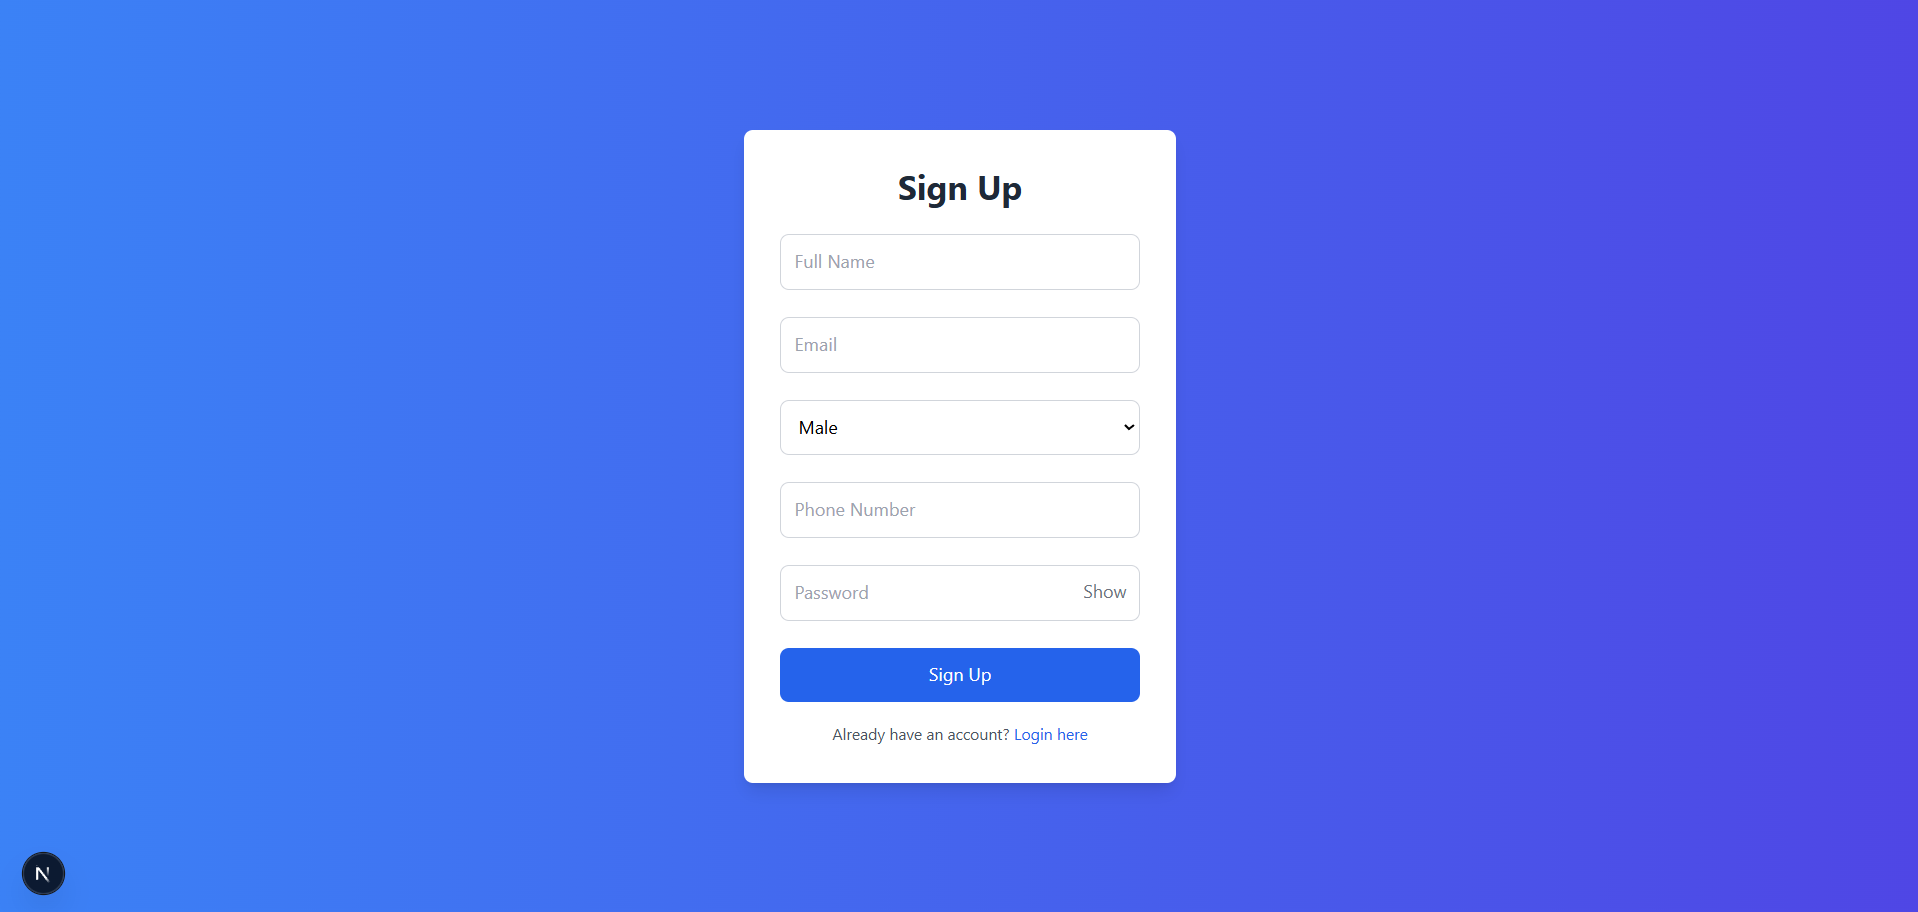 Sign Up
Full Name
Email
Male
Phone Number
Password Show
Sign Up
Already have an account? Login here
N